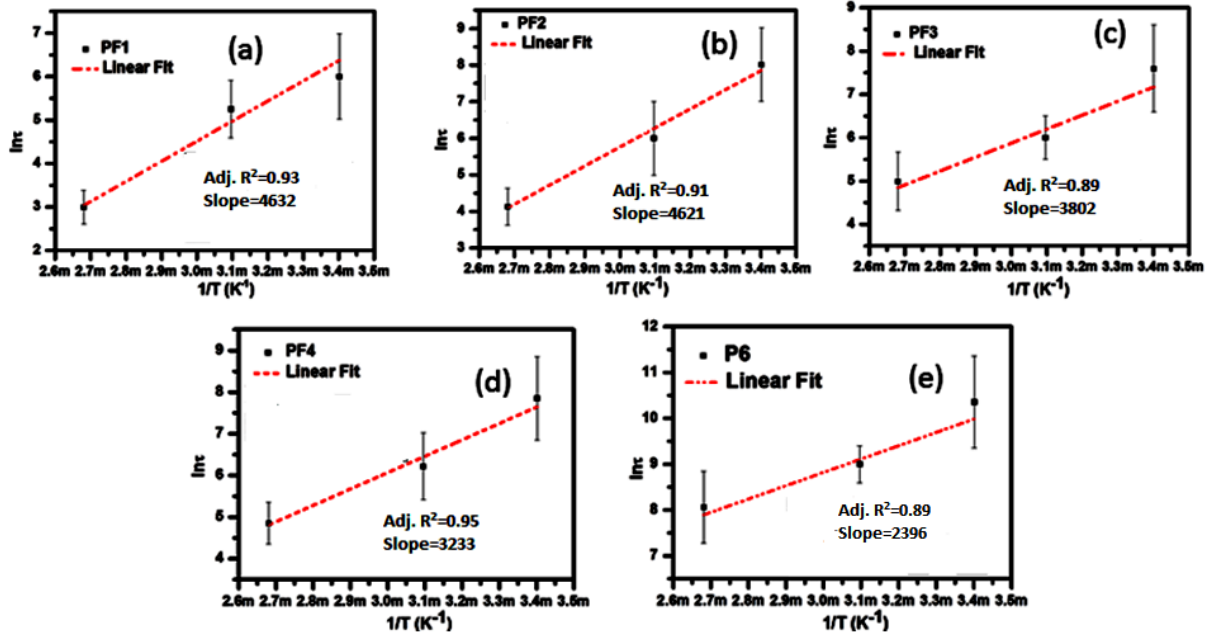 (a)
PF1
Linear Fit
7
6
5
4
3
2
lnτ
Adj. R²=0.93
Slope=4632
2.6m 2.7m 2.8m 2.9m 3.0m 3.1m 3.2m 3.3m 3.4m 3.5m
1/T (K⁻¹)
(b)
PF2
Linear Fit
9
8
7
6
5
4
3
lnτ
Adj. R²=0.91
Slope=4621
2.6m 2.7m 2.8m 2.9m 3.0m 3.1m 3.2m 3.3m 3.4m 3.5m
1/T (K⁻¹)
(c)
PF3
Linear Fit
9
8
7
6
5
4
lnτ
Adj. R²=0.89
Slope=3802
2.6m 2.7m 2.8m 2.9m 3.0m 3.1m 3.2m 3.3m 3.4m 3.5m
1/T (K⁻¹)
(d)
PF4
Linear Fit
9
8
7
6
5
4
lnτ
Adj. R²=0.95
Slope=3233
2.6m 2.7m 2.8m 2.9m 3.0m 3.1m 3.2m 3.3m 3.4m 3.5m
1/T (K⁻¹)
(e)
P6
Linear Fit
12
11
10
9
8
7
lnτ
Adj. R²=0.89
Slope=2396
2.6m 2.7m 2.8m 2.9m 3.0m 3.1m 3.2m 3.3m 3.4m 3.5m
1/T (K⁻¹)